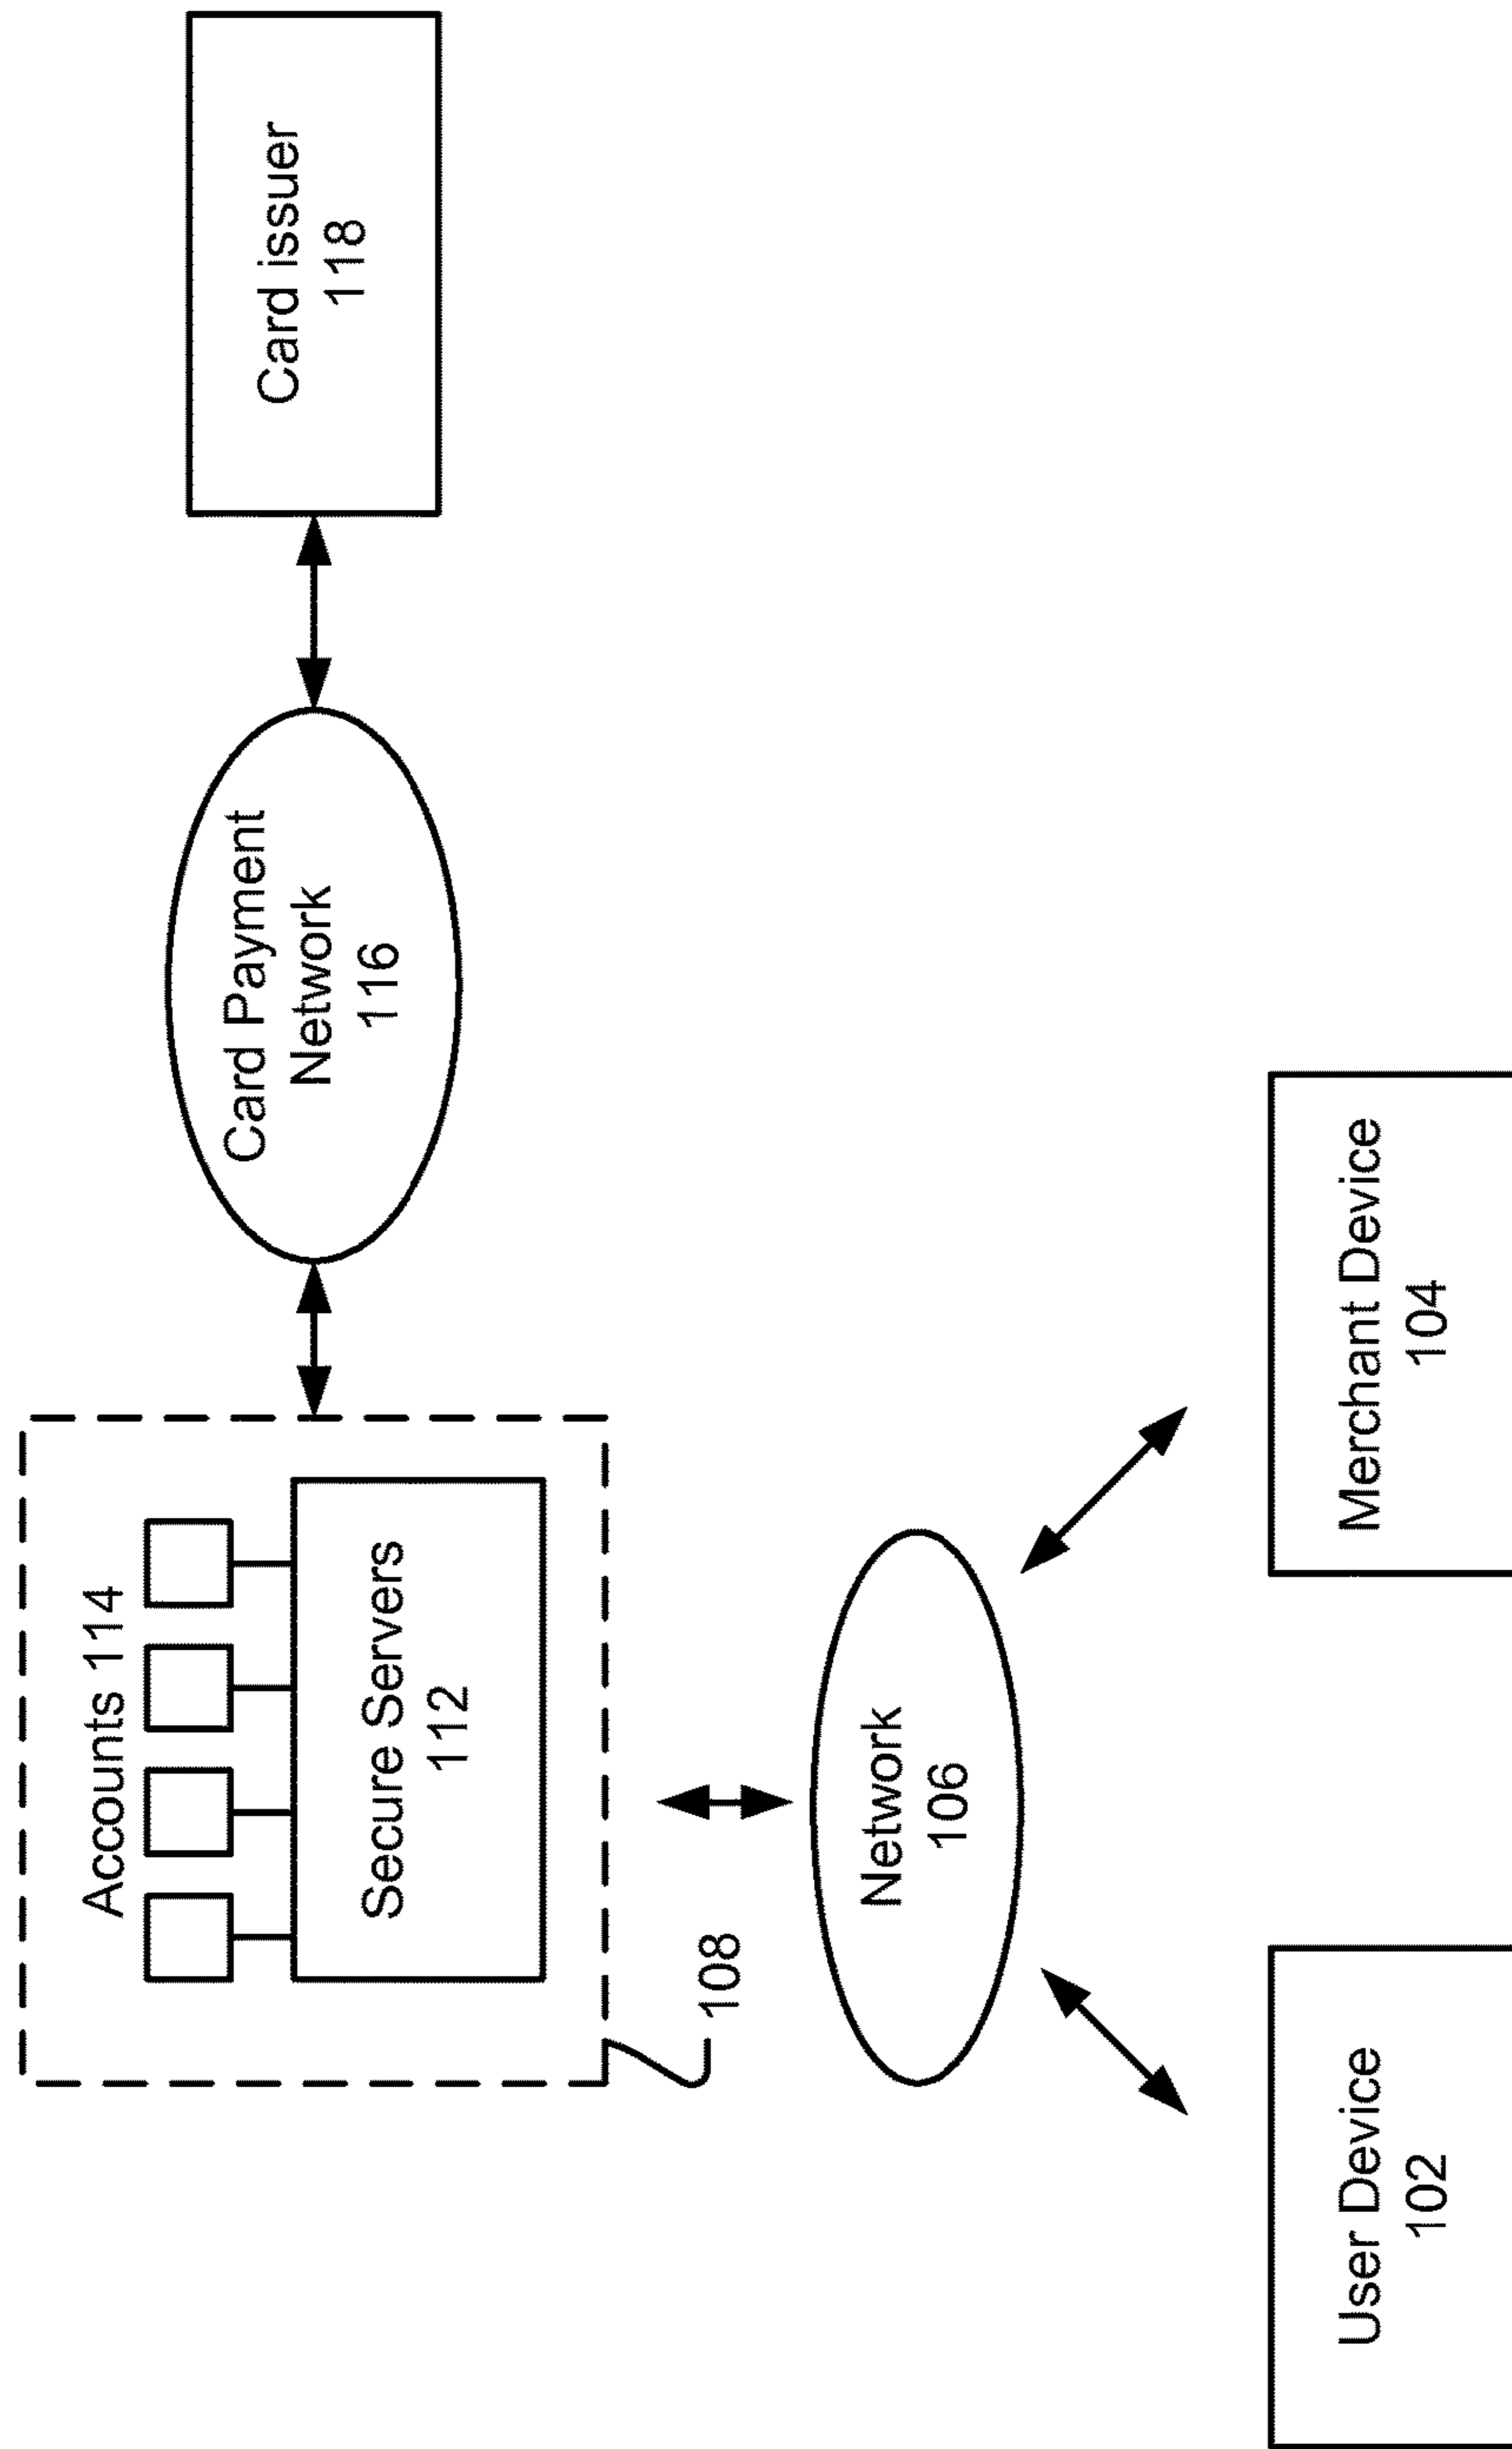 Accounts 114
Secure Servers
112
Card Payment
Network
116
Card issuer
118
108
Network
106
User Device
102
Merchant Device
104